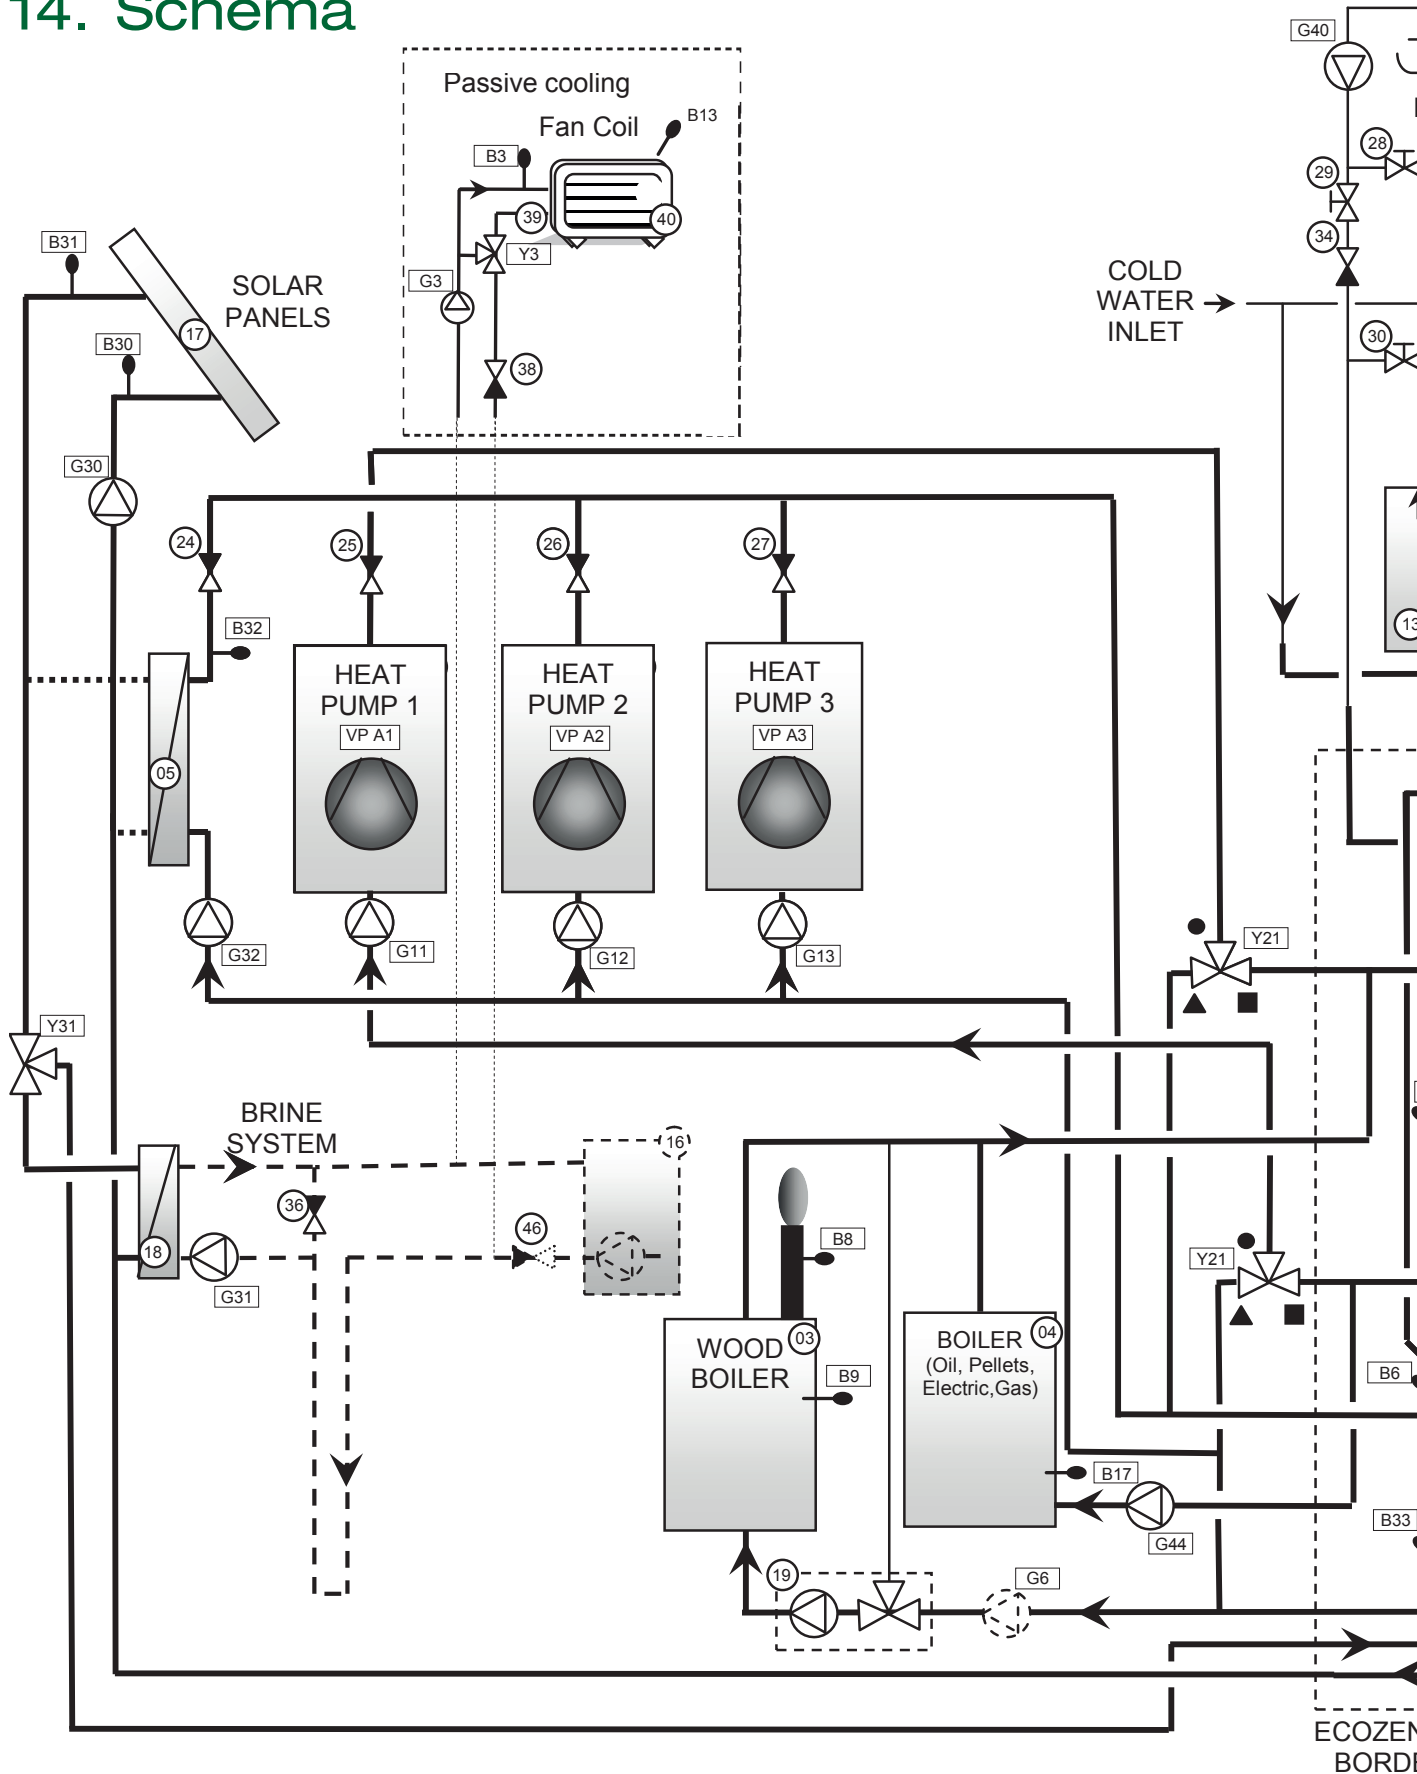 14. Schema
G40
Passive cooling
Fan Coil
B13
B3
28
29
39
40
Y3
34
G3
B31
SOLAR
PANELS
17
COLD
WATER
INLET
B30
30
38
G30
24
25
26
27
B32
13
HEAT
PUMP 1
VP A1
HEAT
PUMP 2
VP A2
HEAT
PUMP 3
VP A3
05
G32
G11
G12
G13
Y21
Y31
BRINE
SYSTEM
16
36
46
18
G31
B8
Y21
WOOD
BOILER
03
BOILER
(Oil, Pellets,
Electric,Gas)
04
B9
B6
B17
G44
B33
19
G6
ECOZEN
BORDE